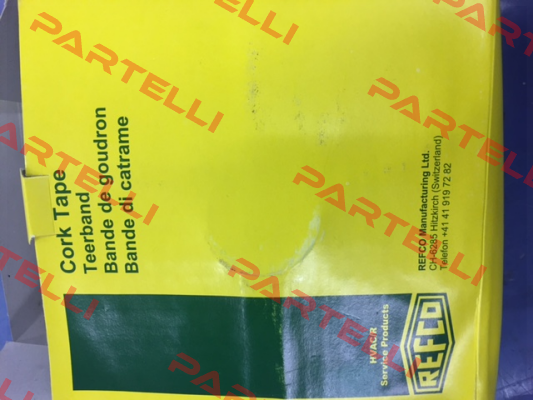 Cork Tape
Teerband
Bande de goudron
Bande di catrame
REFCO Manufacturing Ltd.
CH-6285 Hitzkirch (Switzerland)
Telefon +41 41 919 72 82
HVAC/R
Service Products
REFCO
PARTELLI
PARTELLI
PARTELLI
PARTELLI
PARTELLI
PARTELLI